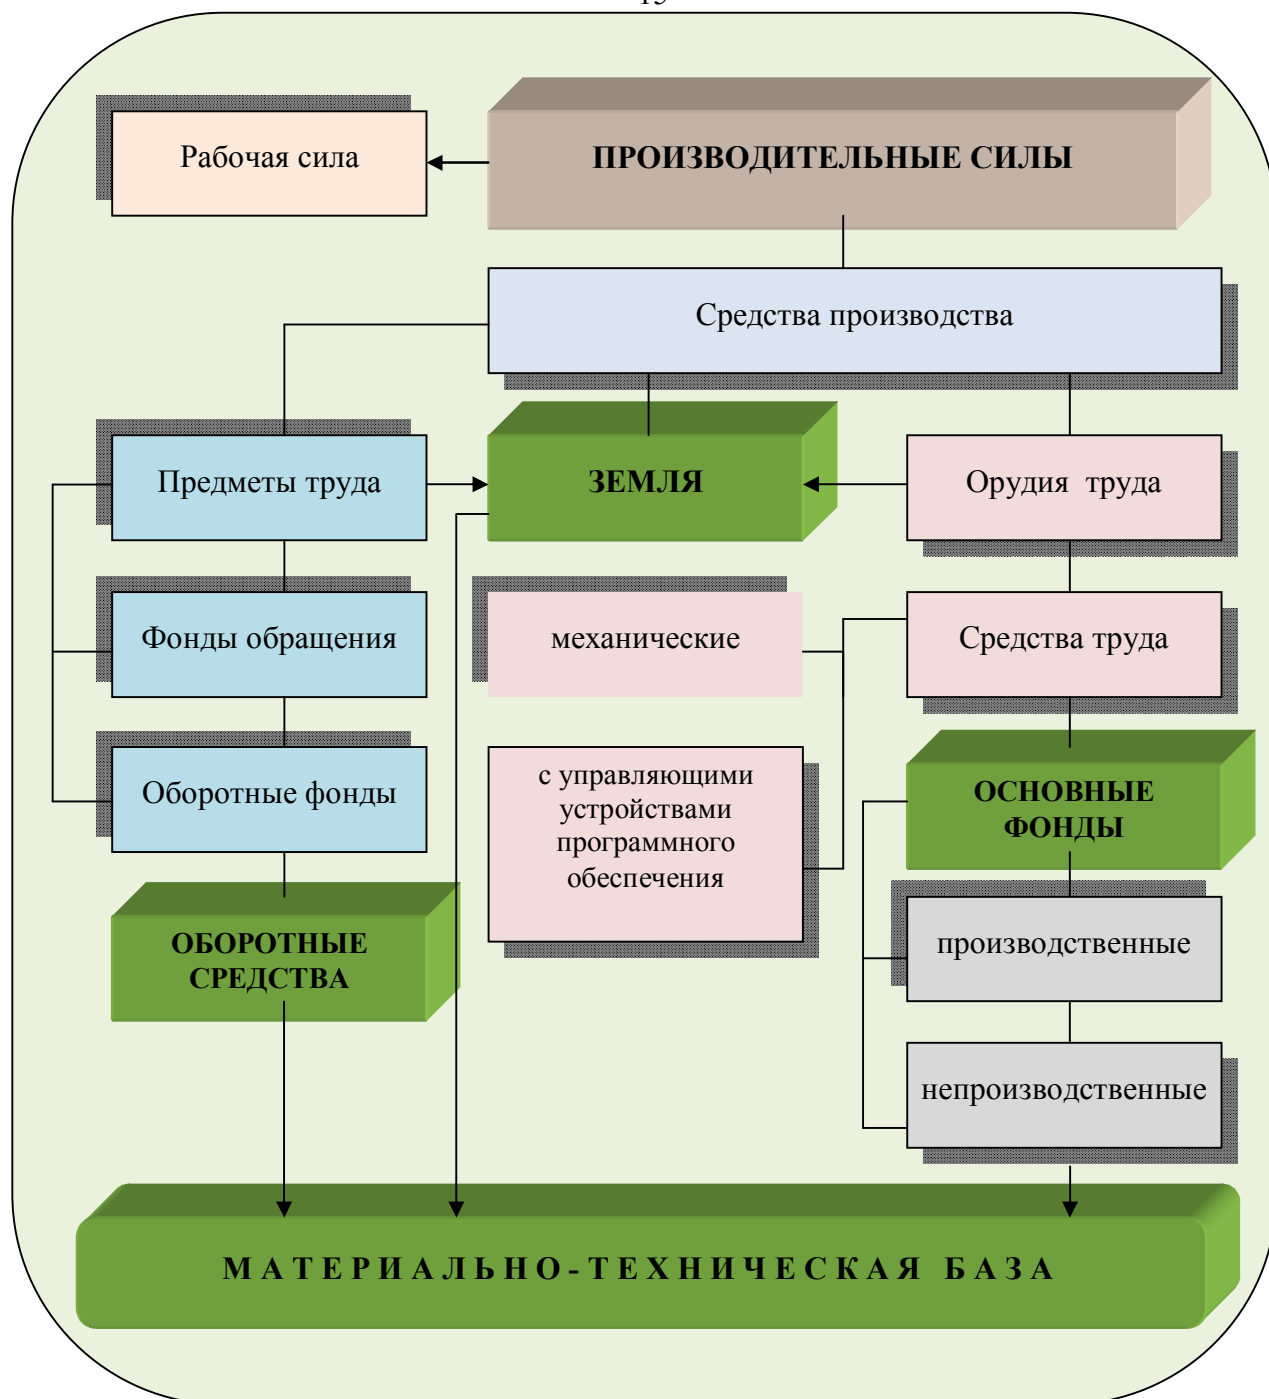 Рабочая сила
ПРОИЗВОДИТЕЛЬНЫЕ СИЛЫ
Средства производства
Предметы труда
ЗЕМЛЯ
Орудия труда
Фонды обращения
механические
Средства труда
Оборотные фонды
с управляющими
устройствами
программного
обеспечения
ОСНОВНЫЕ
ФОНДЫ
ОБОРОТНЫЕ
СРЕДСТВА
производственные
непроизводственные
МАТЕРИАЛЬНО-ТЕХНИЧЕСКАЯ БАЗА